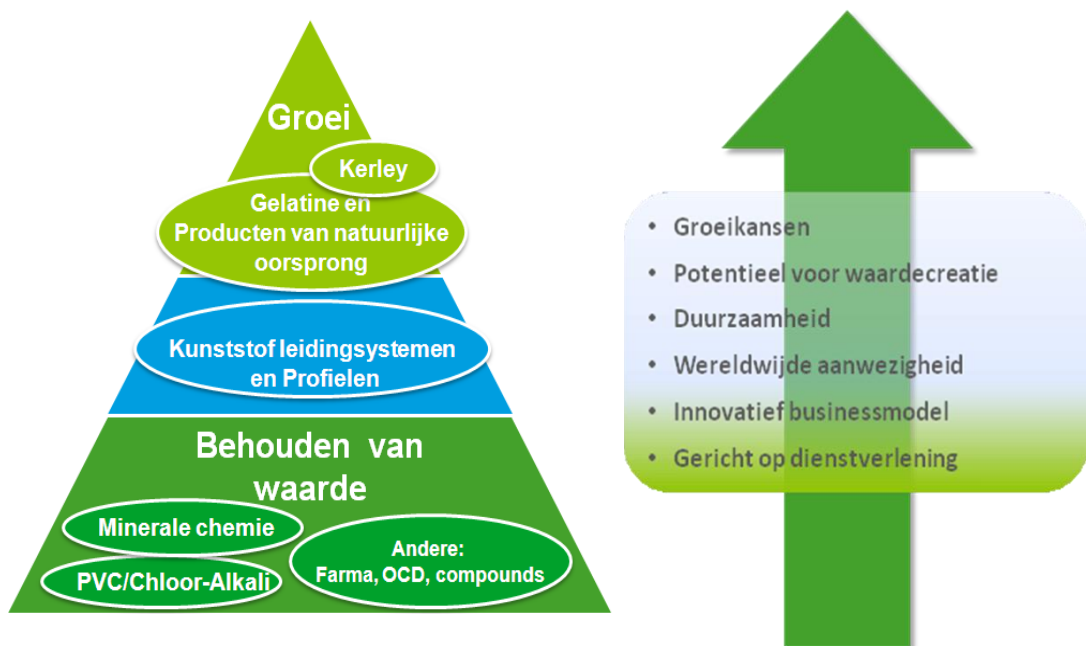 Groei
Kerley
Gelatine en
Producten van natuurlijke
oorsprong
Kunststof leidingsystemen
en Profielen
Behouden van
waarde
Minerale chemie
PVC/Chloor-Alkali
Andere:
Farma, OCD, compounds
• Groeikansen
• Potentieel voor waardecreatie
• Duurzaamheid
• Wereldwijde aanwezigheid
• Innovatief businessmodel
• Gericht op dienstverlening